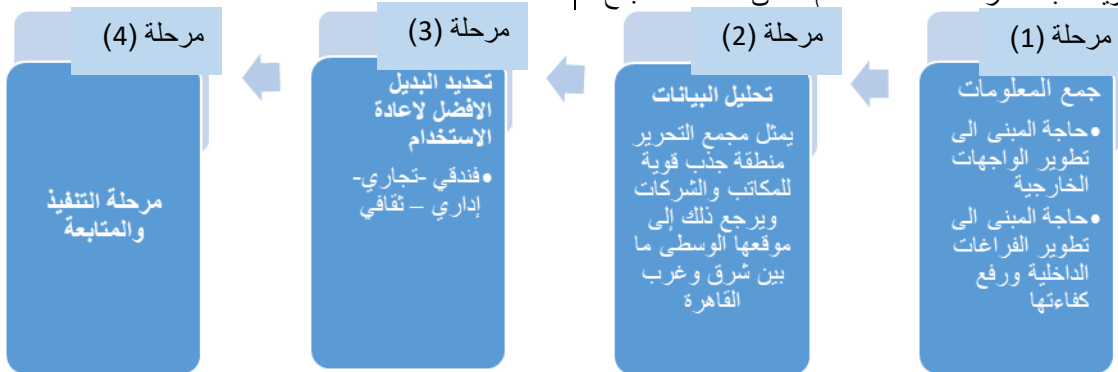 مرحلة (1)
جمع المعلومات
•حاجة المبنى الى
تطوير الواجهات
الخارجية
•حاجة المبنى الى
تطوير الفراغات
الداخلية ورفع
كفاءتها
مرحلة (2)
تحليل البيانات
يمثل مجمع التحرير
منطقة جذب قوية
للمكاتب والشركات
ويرجع ذلك إلى
موقعها الوسطى ما
بين شرق وغرب
القاهرة
مرحلة (3)
تحديد البديل
الافضل لاعادة
الاستخدام
•فندقي -تجاري-
إداري – ثقافي
مرحلة (4)
مرحلة التنفيذ
والمتابعة